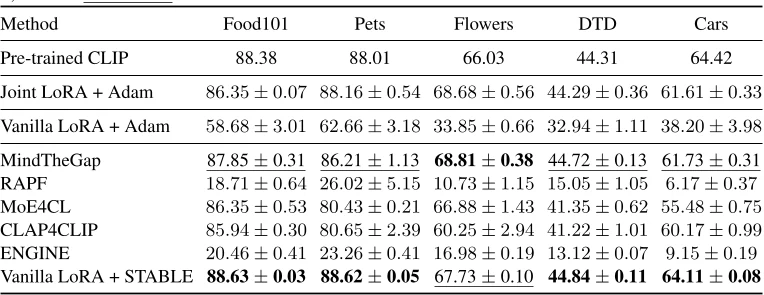 Method Food101 Pets Flowers DTD Cars
Pre-trained CLIP 88.38 88.01 66.03 44.31 64.42
Joint LoRA + Adam 86.35 ± 0.07 88.16 ± 0.54 68.68 ± 0.56 44.29 ± 0.36 61.61 ± 0.33
Vanilla LoRA + Adam 58.68 ± 3.01 62.66 ± 3.18 33.85 ± 0.66 32.94 ± 1.11 38.20 ± 3.98
MindTheGap 87.85 ± 0.31 86.21 ± 1.13 68.81 ± 0.38 44.72 ± 0.13 61.73 ± 0.31
RAPF 18.71 ± 0.64 26.02 ± 5.15 10.73 ± 1.15 15.05 ± 1.05 6.17 ± 0.37
MoE4CL 86.35 ± 0.53 80.43 ± 0.21 66.88 ± 1.43 41.35 ± 0.62 55.48 ± 0.75
CLAP4CLIP 85.94 ± 0.30 80.65 ± 2.39 60.25 ± 2.94 41.22 ± 1.01 60.17 ± 0.99
ENGINE 20.46 ± 0.41 23.26 ± 0.41 16.98 ± 0.19 13.12 ± 0.07 9.15 ± 0.19
Vanilla LoRA + STABLE 88.63 ± 0.03 88.62 ± 0.05 67.73 ± 0.10 44.84 ± 0.11 64.11 ± 0.08